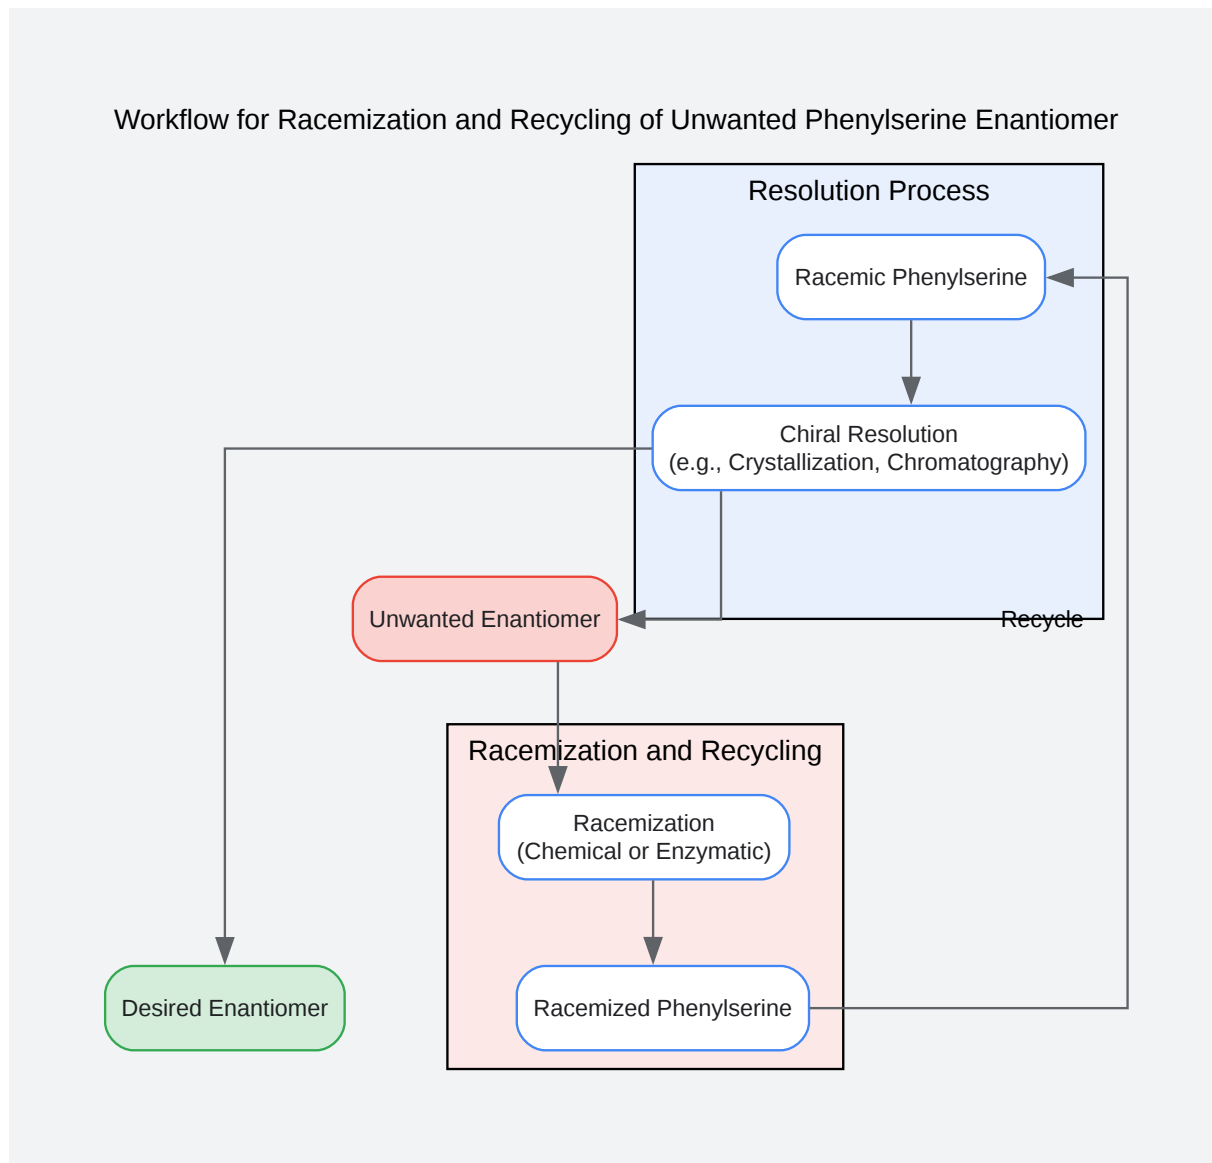 Workflow for Racemization and Recycling of Unwanted Phenylserine Enantiomer
Resolution Process
Racemic Phenylserine
Chiral Resolution
(e.g., Crystallization, Chromatography)
Unwanted Enantiomer
Recycle
Racemization and Recycling
Racemization
(Chemical or Enzymatic)
Desired Enantiomer
Racemized Phenylserine